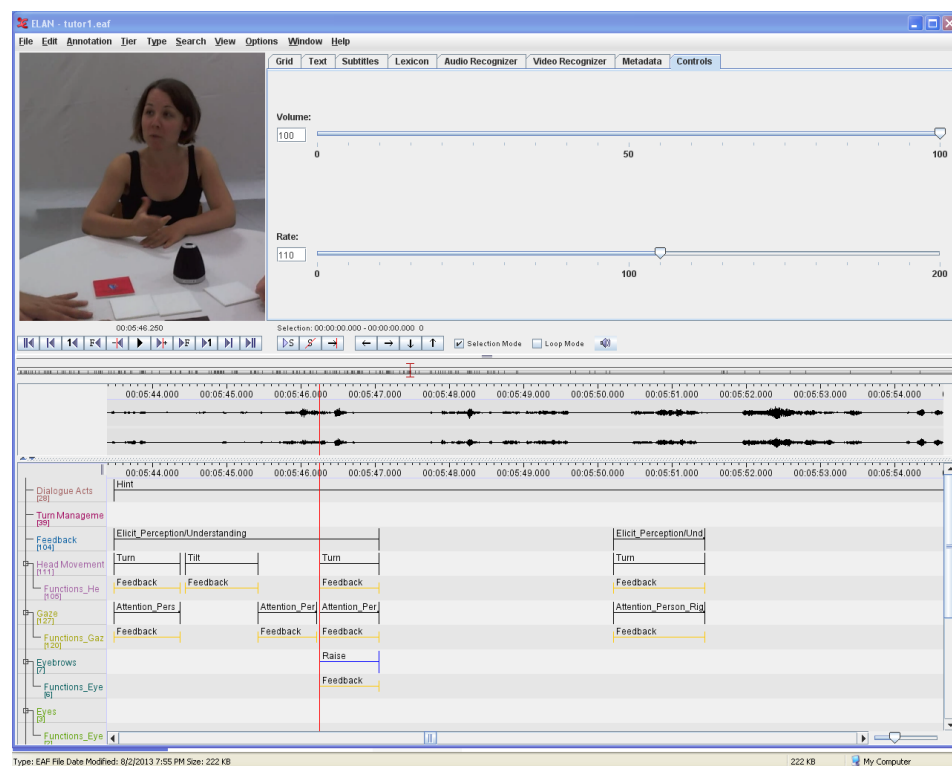 ELAN - tutor1.eaf
File Edit Annotation Tier Type Search View Options Window Help
Grid Text Subtitles Lexicon Audio Recognizer Video Recognizer Metadata Controls
Volume:
100
0 50 100
Rate:
110
0 100 200
00:05:46.250
Selection: 00:00:00.000 - 00:00:00.000 0
Selection Mode Loop Mode
00:05:44.000 00:05:45.000 00:05:46.000 00:05:47.000 00:05:48.000 00:05:49.000 00:05:50.000 00:05:51.000 00:05:52.000 00:05:53.000 00:05:54.000
00:05:44.000 00:05:45.000 00:05:46.000 00:05:47.000 00:05:48.000 00:05:49.000 00:05:50.000 00:05:51.000 00:05:52.000 00:05:53.000 00:05:54.000
Hint
Dialogue Acts
[28]
Turn Manageme
[39]
Elicit_Perception/Understanding Elicit_Perception/Und
Feedback
[104]
Turn Tilt Turn Turn
Head Movement
[111]
Feedback Feedback Feedback Feedback
Functions_He
[105]
Attention_Pers Attention_Per Attention_Per Attention_Person_Rig
Gaze
[127]
Feedback Feedback Feedback Feedback
Functions_Gaz
[120]
Raise
Eyebrows
[7]
Feedback
Functions_Eye
[6]
Eyes
[3]
Functions_Eye
Type: EAF File Date Modified: 8/2/2013 7:55 PM Size: 222 KB 222 KB My Computer